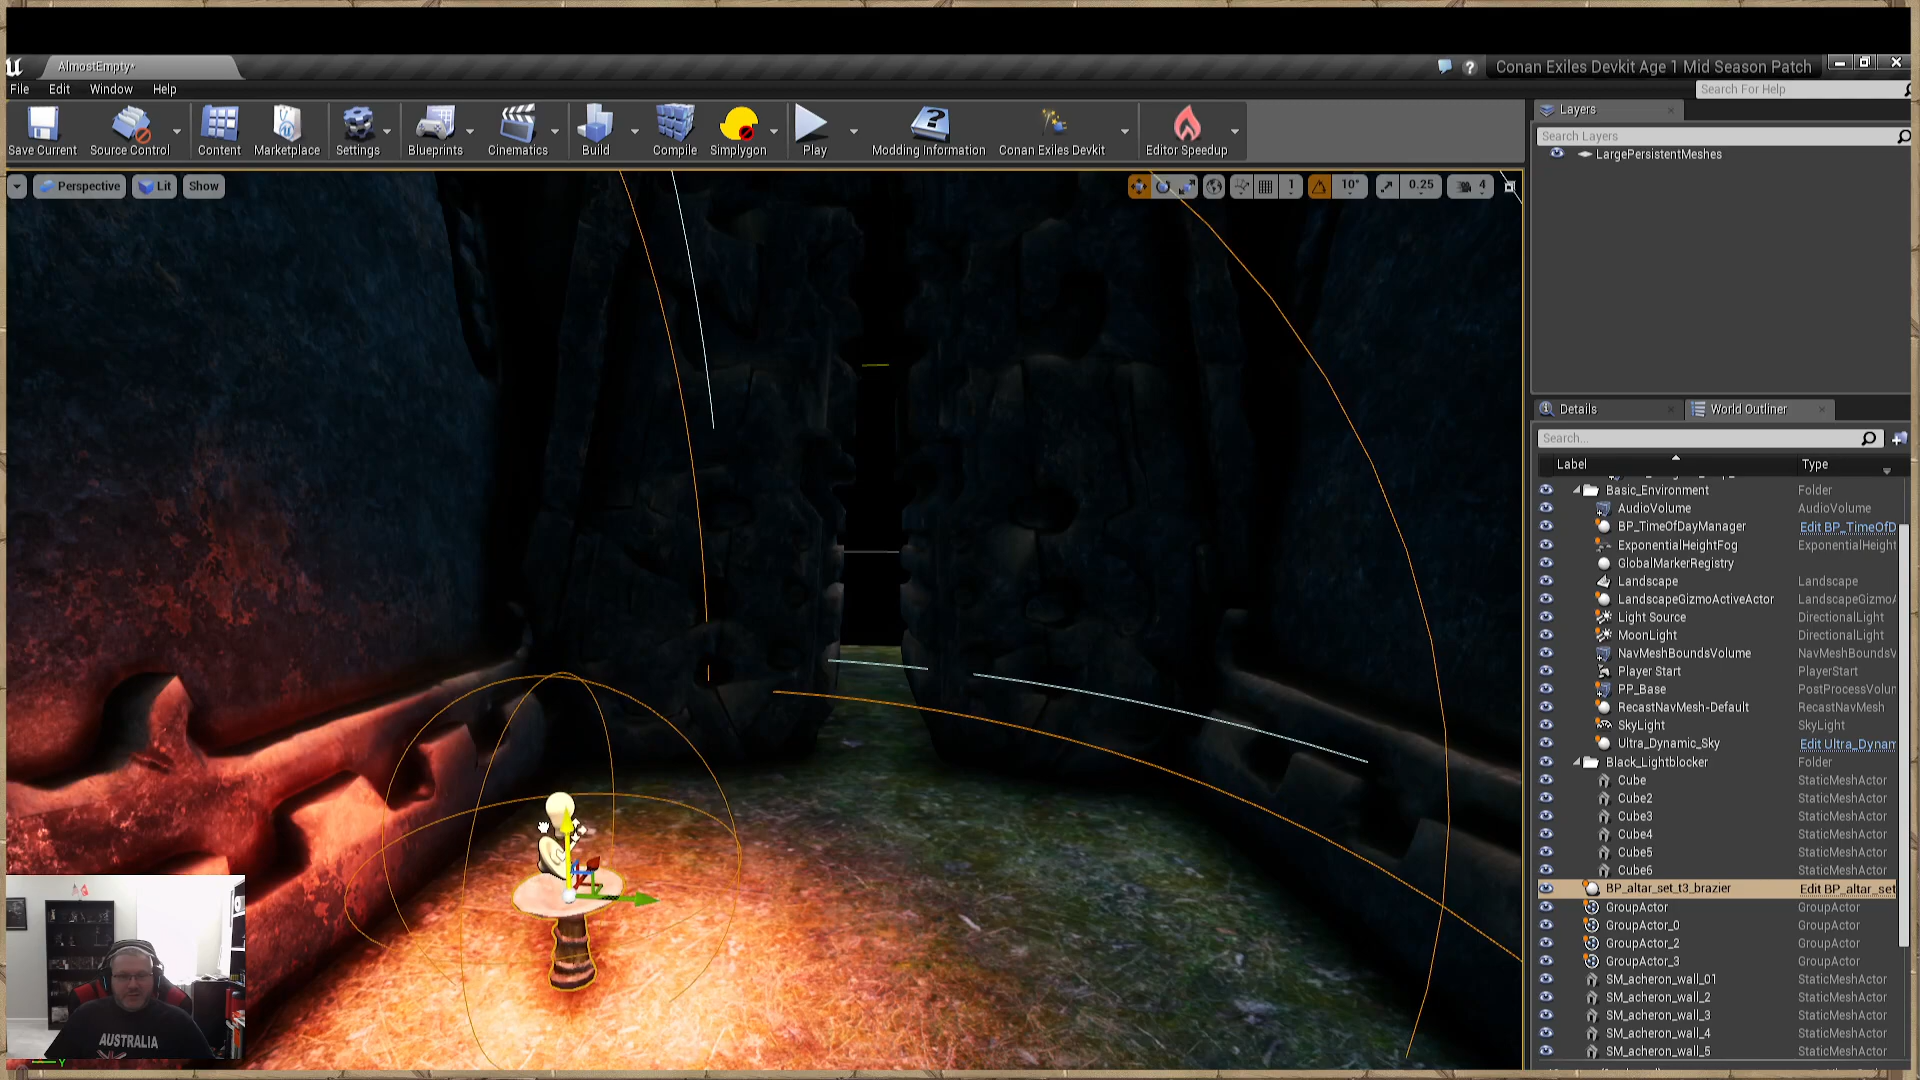 AlmostEmpty*
Conan Exiles Devkit Age 1 Mid Season Patch
File Edit Window Help
Search For Help
Save Current
Source Control
Content
Marketplace
Settings
Blueprints
Cinematics
Build
Compile
Simplygon
Play
Modding Information
Conan Exiles Devkit
Editor Speedup
Layers
Search Layers
LargePersistentMeshes
Perspective Lit Show
1 10° 0.25 4
Details World Outliner
Search...
Label Type
Basic_Environment Folder
AudioVolume AudioVolume
BP_TimeOfDayManager Edit BP_TimeOfD
ExponentialHeightFog ExponentialHeight
GlobalMarkerRegistry
Landscape Landscape
LandscapeGizmoActiveActor LandscapeGizmoA
Light Source DirectionalLight
MoonLight DirectionalLight
NavMeshBoundsVolume NavMeshBoundsV
Player Start PlayerStart
PP_Base PostProcessVolum
RecastNavMesh-Default RecastNavMesh
SkyLight SkyLight
Ultra_Dynamic_Sky Edit Ultra_Dynam
Black_Lightblocker Folder
Cube StaticMeshActor
Cube2 StaticMeshActor
Cube3 StaticMeshActor
Cube4 StaticMeshActor
Cube5 StaticMeshActor
Cube6 StaticMeshActor
BP_altar_set_t3_brazier Edit BP_altar_set
GroupActor GroupActor
GroupActor_0 GroupActor
GroupActor_2 GroupActor
GroupActor_3 GroupActor
SM_acheron_wall_01 StaticMeshActor
SM_acheron_wall_2 StaticMeshActor
SM_acheron_wall_3 StaticMeshActor
SM_acheron_wall_4 StaticMeshActor
SM_acheron_wall_5 StaticMeshActor
AUSTRALIA
Y